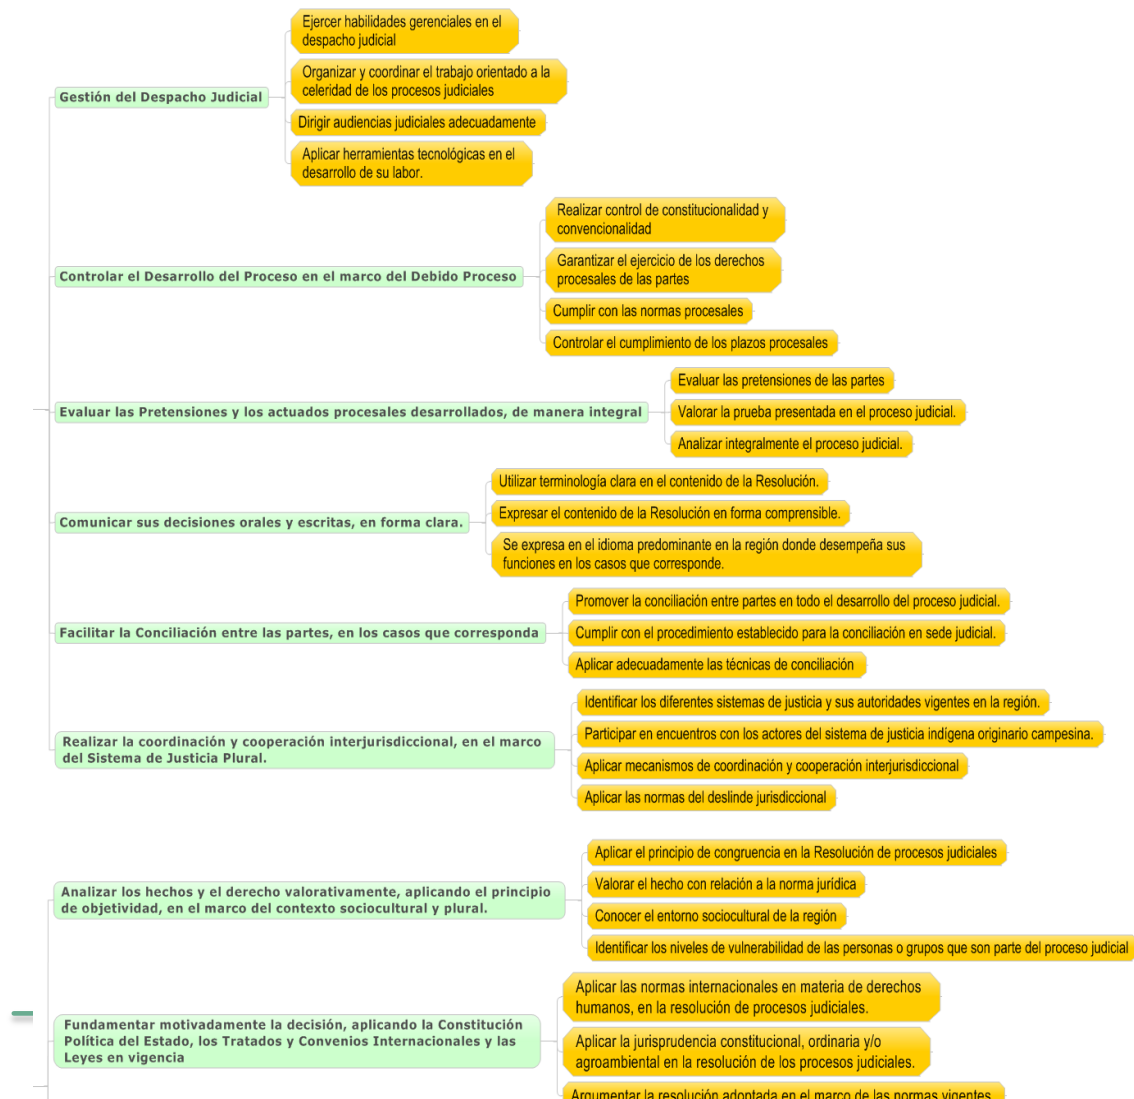 Gestión del Despacho Judicial
Ejercer habilidades gerenciales en el
despacho judicial
Organizar y coordinar el trabajo orientado a la
celeridad de los procesos judiciales
Dirigir audiencias judiciales adecuadamente
Aplicar herramientas tecnológicas en el
desarrollo de su labor.
Controlar el Desarrollo del Proceso en el marco del Debido Proceso
Realizar control de constitucionalidad y
convencionalidad
Garantizar el ejercicio de los derechos
procesales de las partes
Cumplir con las normas procesales
Controlar el cumplimiento de los plazos procesales
Evaluar las Pretensiones y los actuados procesales desarrollados, de manera integral
Evaluar las pretensiones de las partes
Valorar la prueba presentada en el proceso judicial.
Analizar integralmente el proceso judicial.
Comunicar sus decisiones orales y escritas, en forma clara.
Utilizar terminología clara en el contenido de la Resolución.
Expresar el contenido de la Resolución en forma comprensible.
Se expresa en el idioma predominante en la región donde desempeña sus
funciones en los casos que corresponde.
Facilitar la Conciliación entre las partes, en los casos que corresponda
Promover la conciliación entre partes en todo el desarrollo del proceso judicial.
Cumplir con el procedimiento establecido para la conciliación en sede judicial.
Aplicar adecuadamente las técnicas de conciliación
Realizar la coordinación y cooperación interjurisdiccional, en el marco
del Sistema de Justicia Plural.
Identificar los diferentes sistemas de justicia y sus autoridades vigentes en la región.
Participar en encuentros con los actores del sistema de justicia indígena originario campesina.
Aplicar mecanismos de coordinación y cooperación interjurisdiccional
Aplicar las normas del deslinde jurisdiccional
Analizar los hechos y el derecho valorativamente, aplicando el principio
de objetividad, en el marco del contexto sociocultural y plural.
Aplicar el principio de congruencia en la Resolución de procesos judiciales
Valorar el hecho con relación a la norma jurídica
Conocer el entorno sociocultural de la región
Identificar los niveles de vulnerabilidad de las personas o grupos que son parte del proceso judicial
Fundamentar motivadamente la decisión, aplicando la Constitución
Política del Estado, los Tratados y Convenios Internacionales y las
Leyes en vigencia
Aplicar las normas internacionales en materia de derechos
humanos, en la resolución de procesos judiciales.
Aplicar la jurisprudencia constitucional, ordinaria y/o
agroambiental en la resolución de los procesos judiciales.
Argumentar la resolución adoptada en el marco de las normas vigentes.